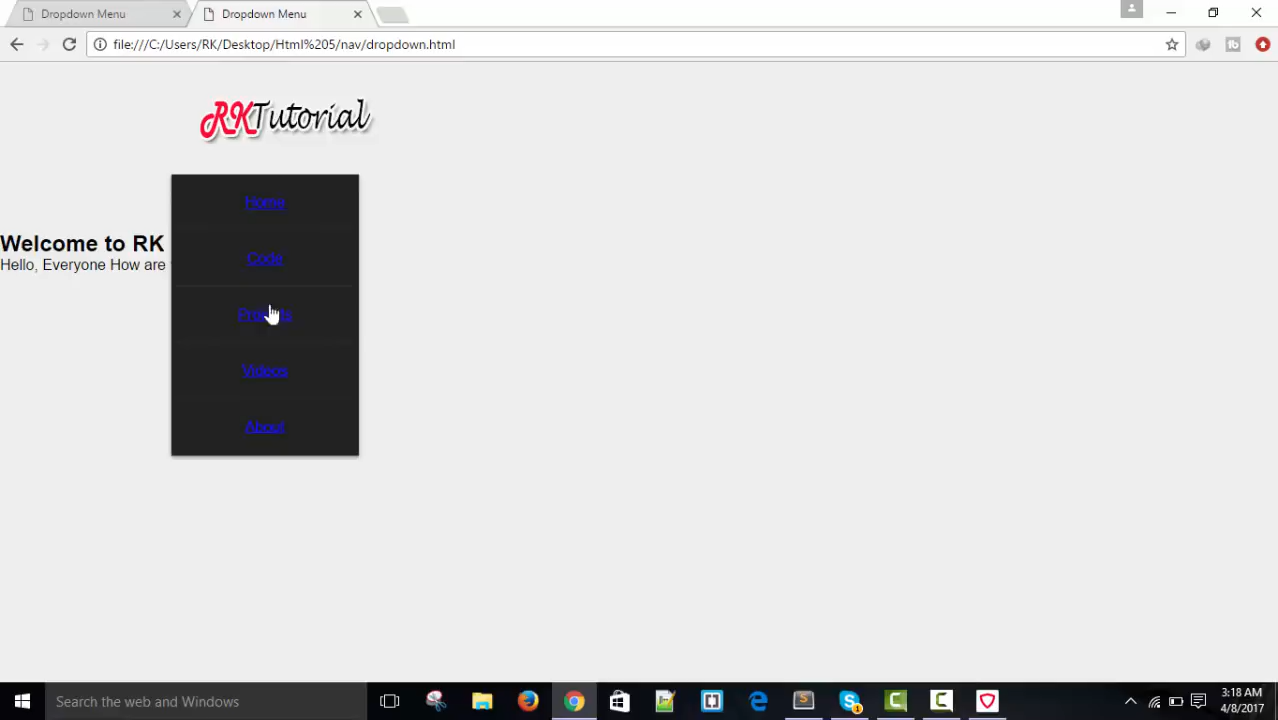 Dropdown Menu
Dropdown Menu
file:///C:/Users/RK/Desktop/Html%205/nav/dropdown.html
RKTutorial
Home
Welcome to RK
Code
Hello, Everyone How are
Videos
About
Search the web and Windows
3:18 AM
4/8/2017